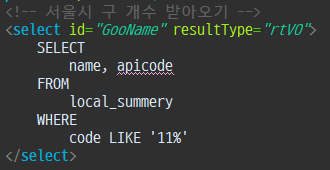 <!-- 서울시 구 개수 받아오기 -->
<select id="GooName" resultType="rtVO">
SELECT
name, apicode
FROM
local_summery
WHERE
code LIKE '11%'
</select>